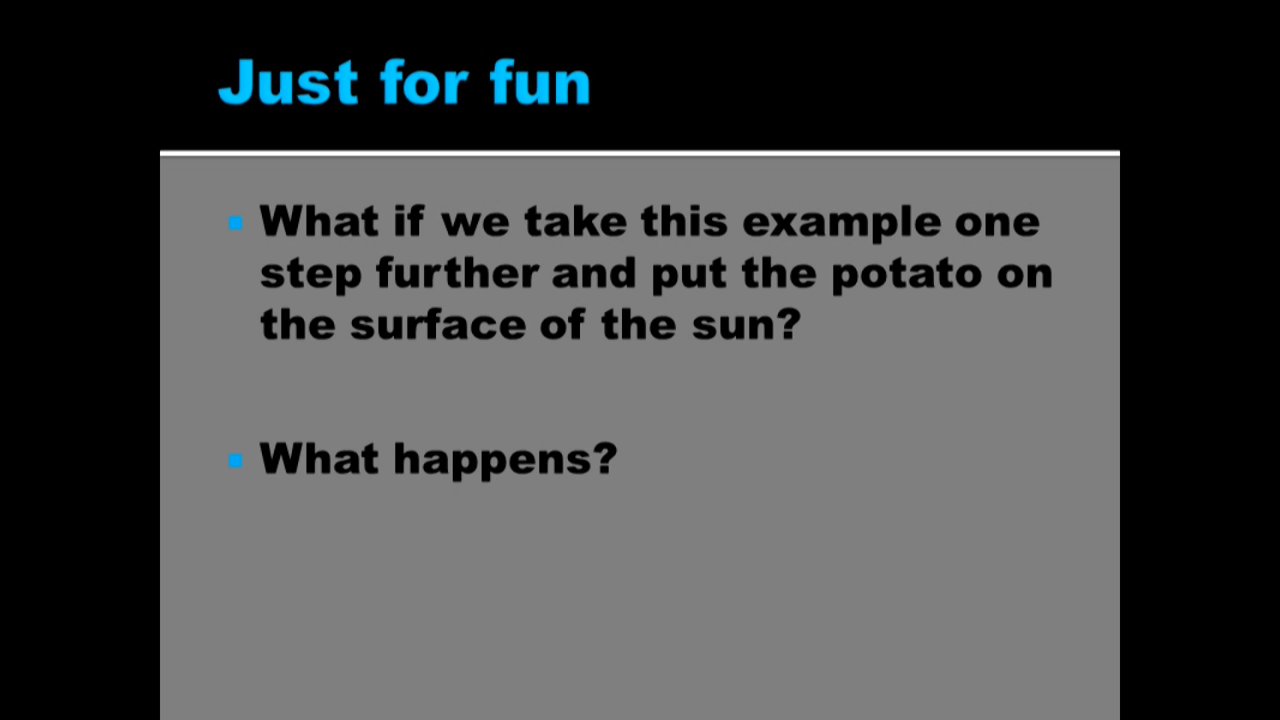 Just for fun
What if we take this example one
step further and put the potato on
the surface of the sun?
What happens?